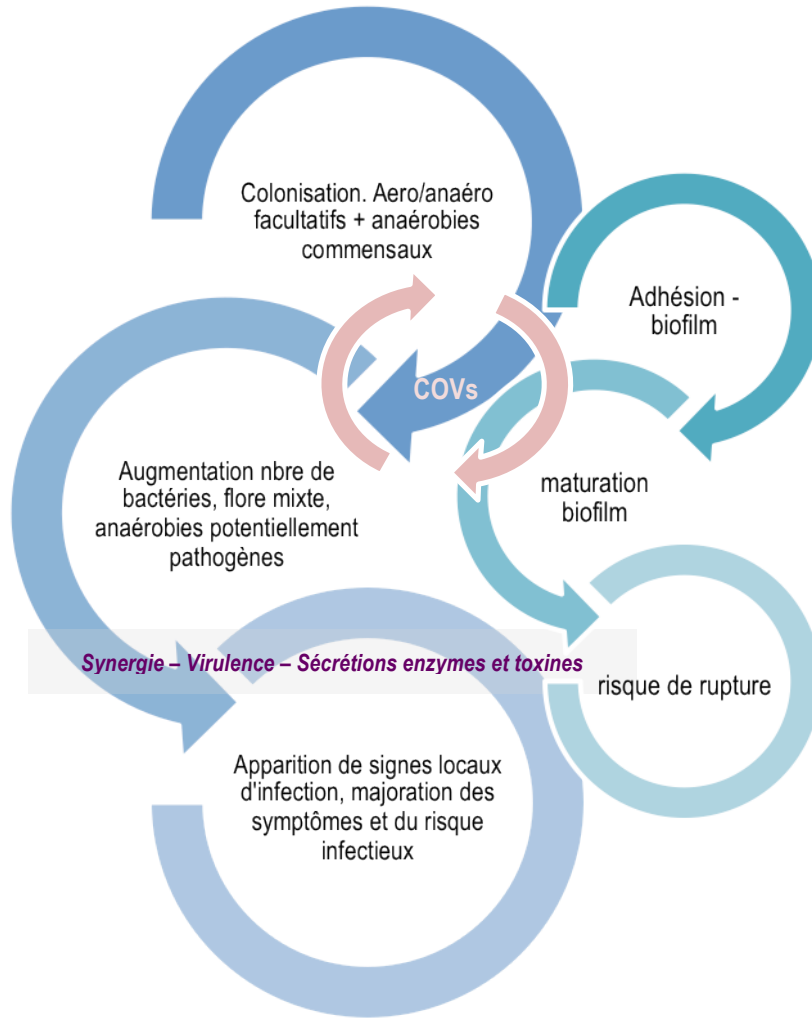 Colonisation. Aero/anaéro
facultatifs + anaérobies
commensaux
Adhésion -
biofilm
COVs
Augmentation nbre de
bactéries, flore mixte,
anaérobies potentiellement
pathogènes
maturation
biofilm
Synergie – Virulence – Sécrétions enzymes et toxines
risque de rupture
Apparition de signes locaux
d'infection, majoration des
symptômes et du risque
infectieux